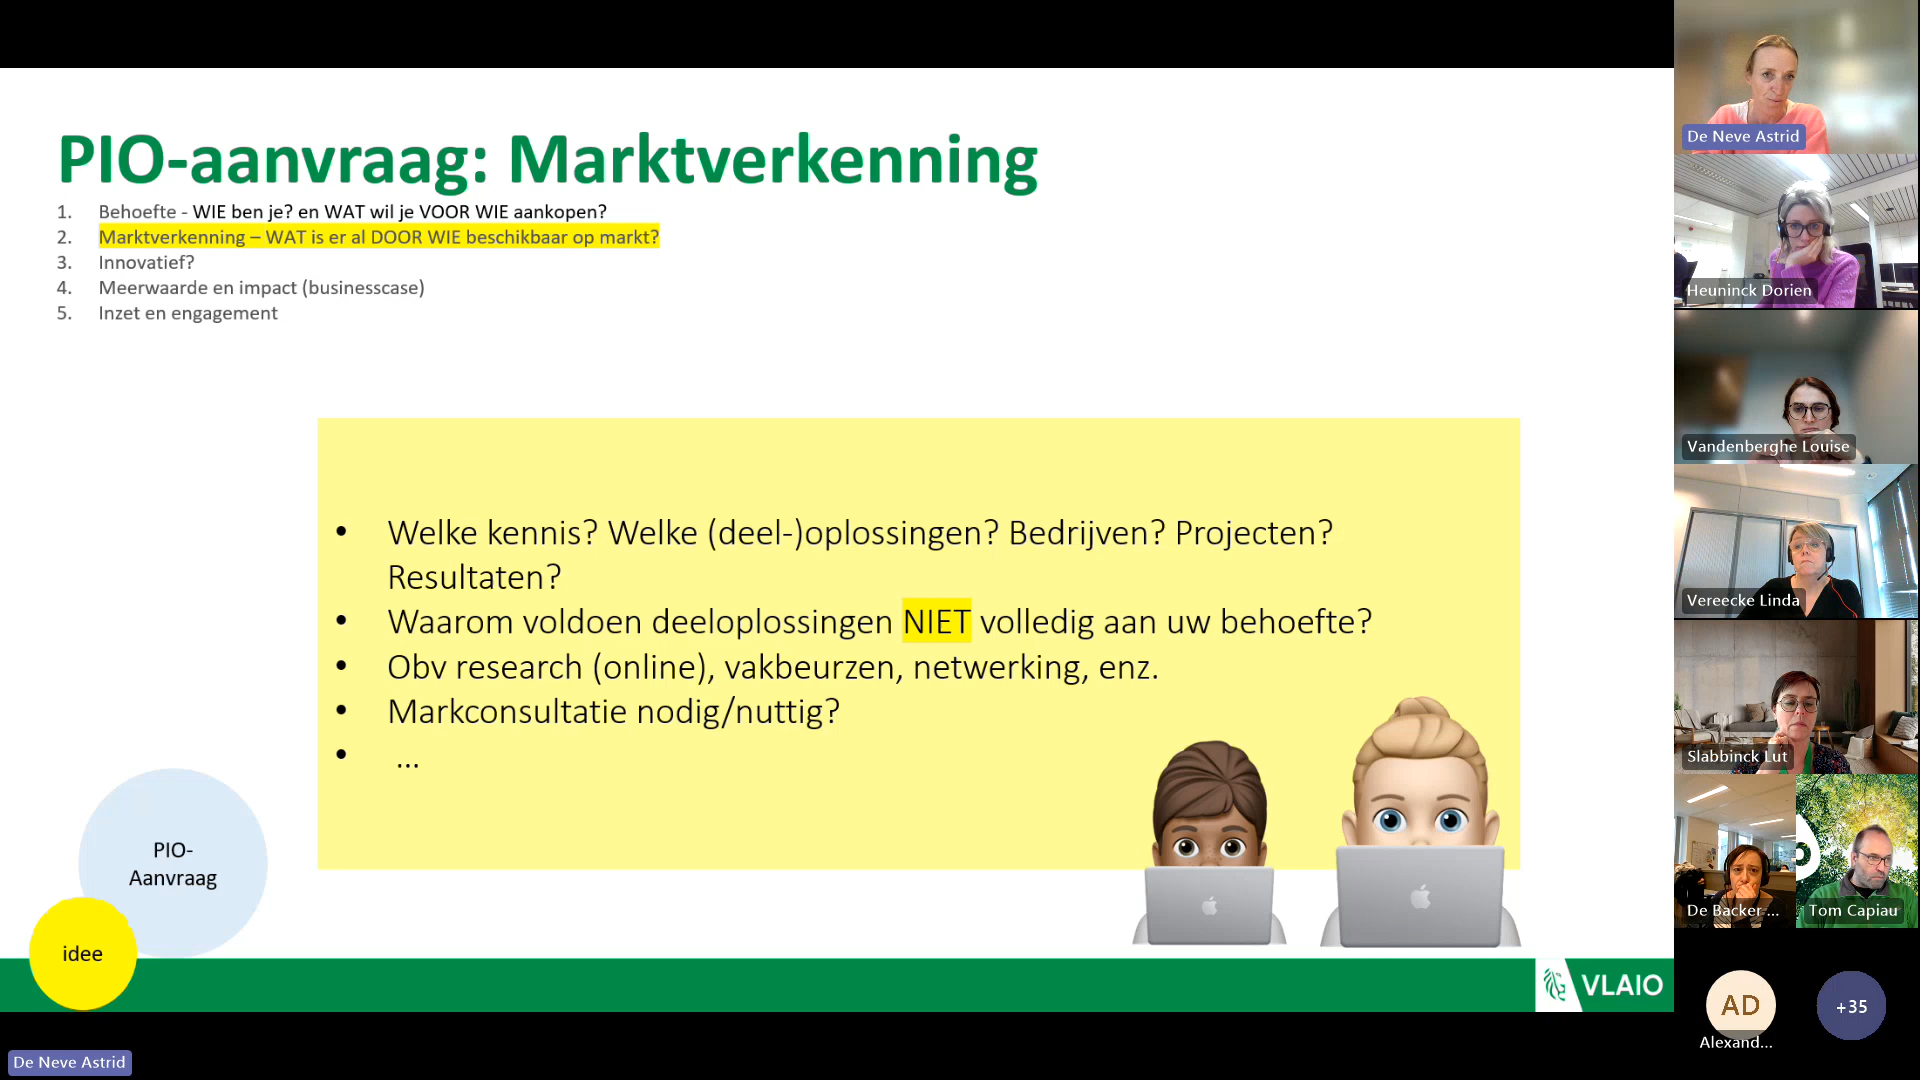 PIO-aanvraag: Marktverkenning
1. Behoefte - WIE ben je? en WAT wil je VOOR WIE aankopen?
2. Marktverkenning – WAT is er al DOOR WIE beschikbaar op markt?
3. Innovatief?
4. Meerwaarde en impact (businesscase)
5. Inzet en engagement
• Welke kennis? Welke (deel-)oplossingen? Bedrijven? Projecten?
Resultaten?
• Waarom voldoen deeloplossingen NIET volledig aan uw behoefte?
• Obv research (online), vakbeurzen, netwerking, enz.
• Markconsultatie nodig/nuttig?
• ...
PIO-
Aanvraag
idee
VLAIO
De Neve Astrid
De Neve Astrid
Heuninck Dorien
Vandenberghe Louise
Vereecke Linda
Slabbinck Lut
De Backer-...
Tom Capiau
AD
Alexand...
+35